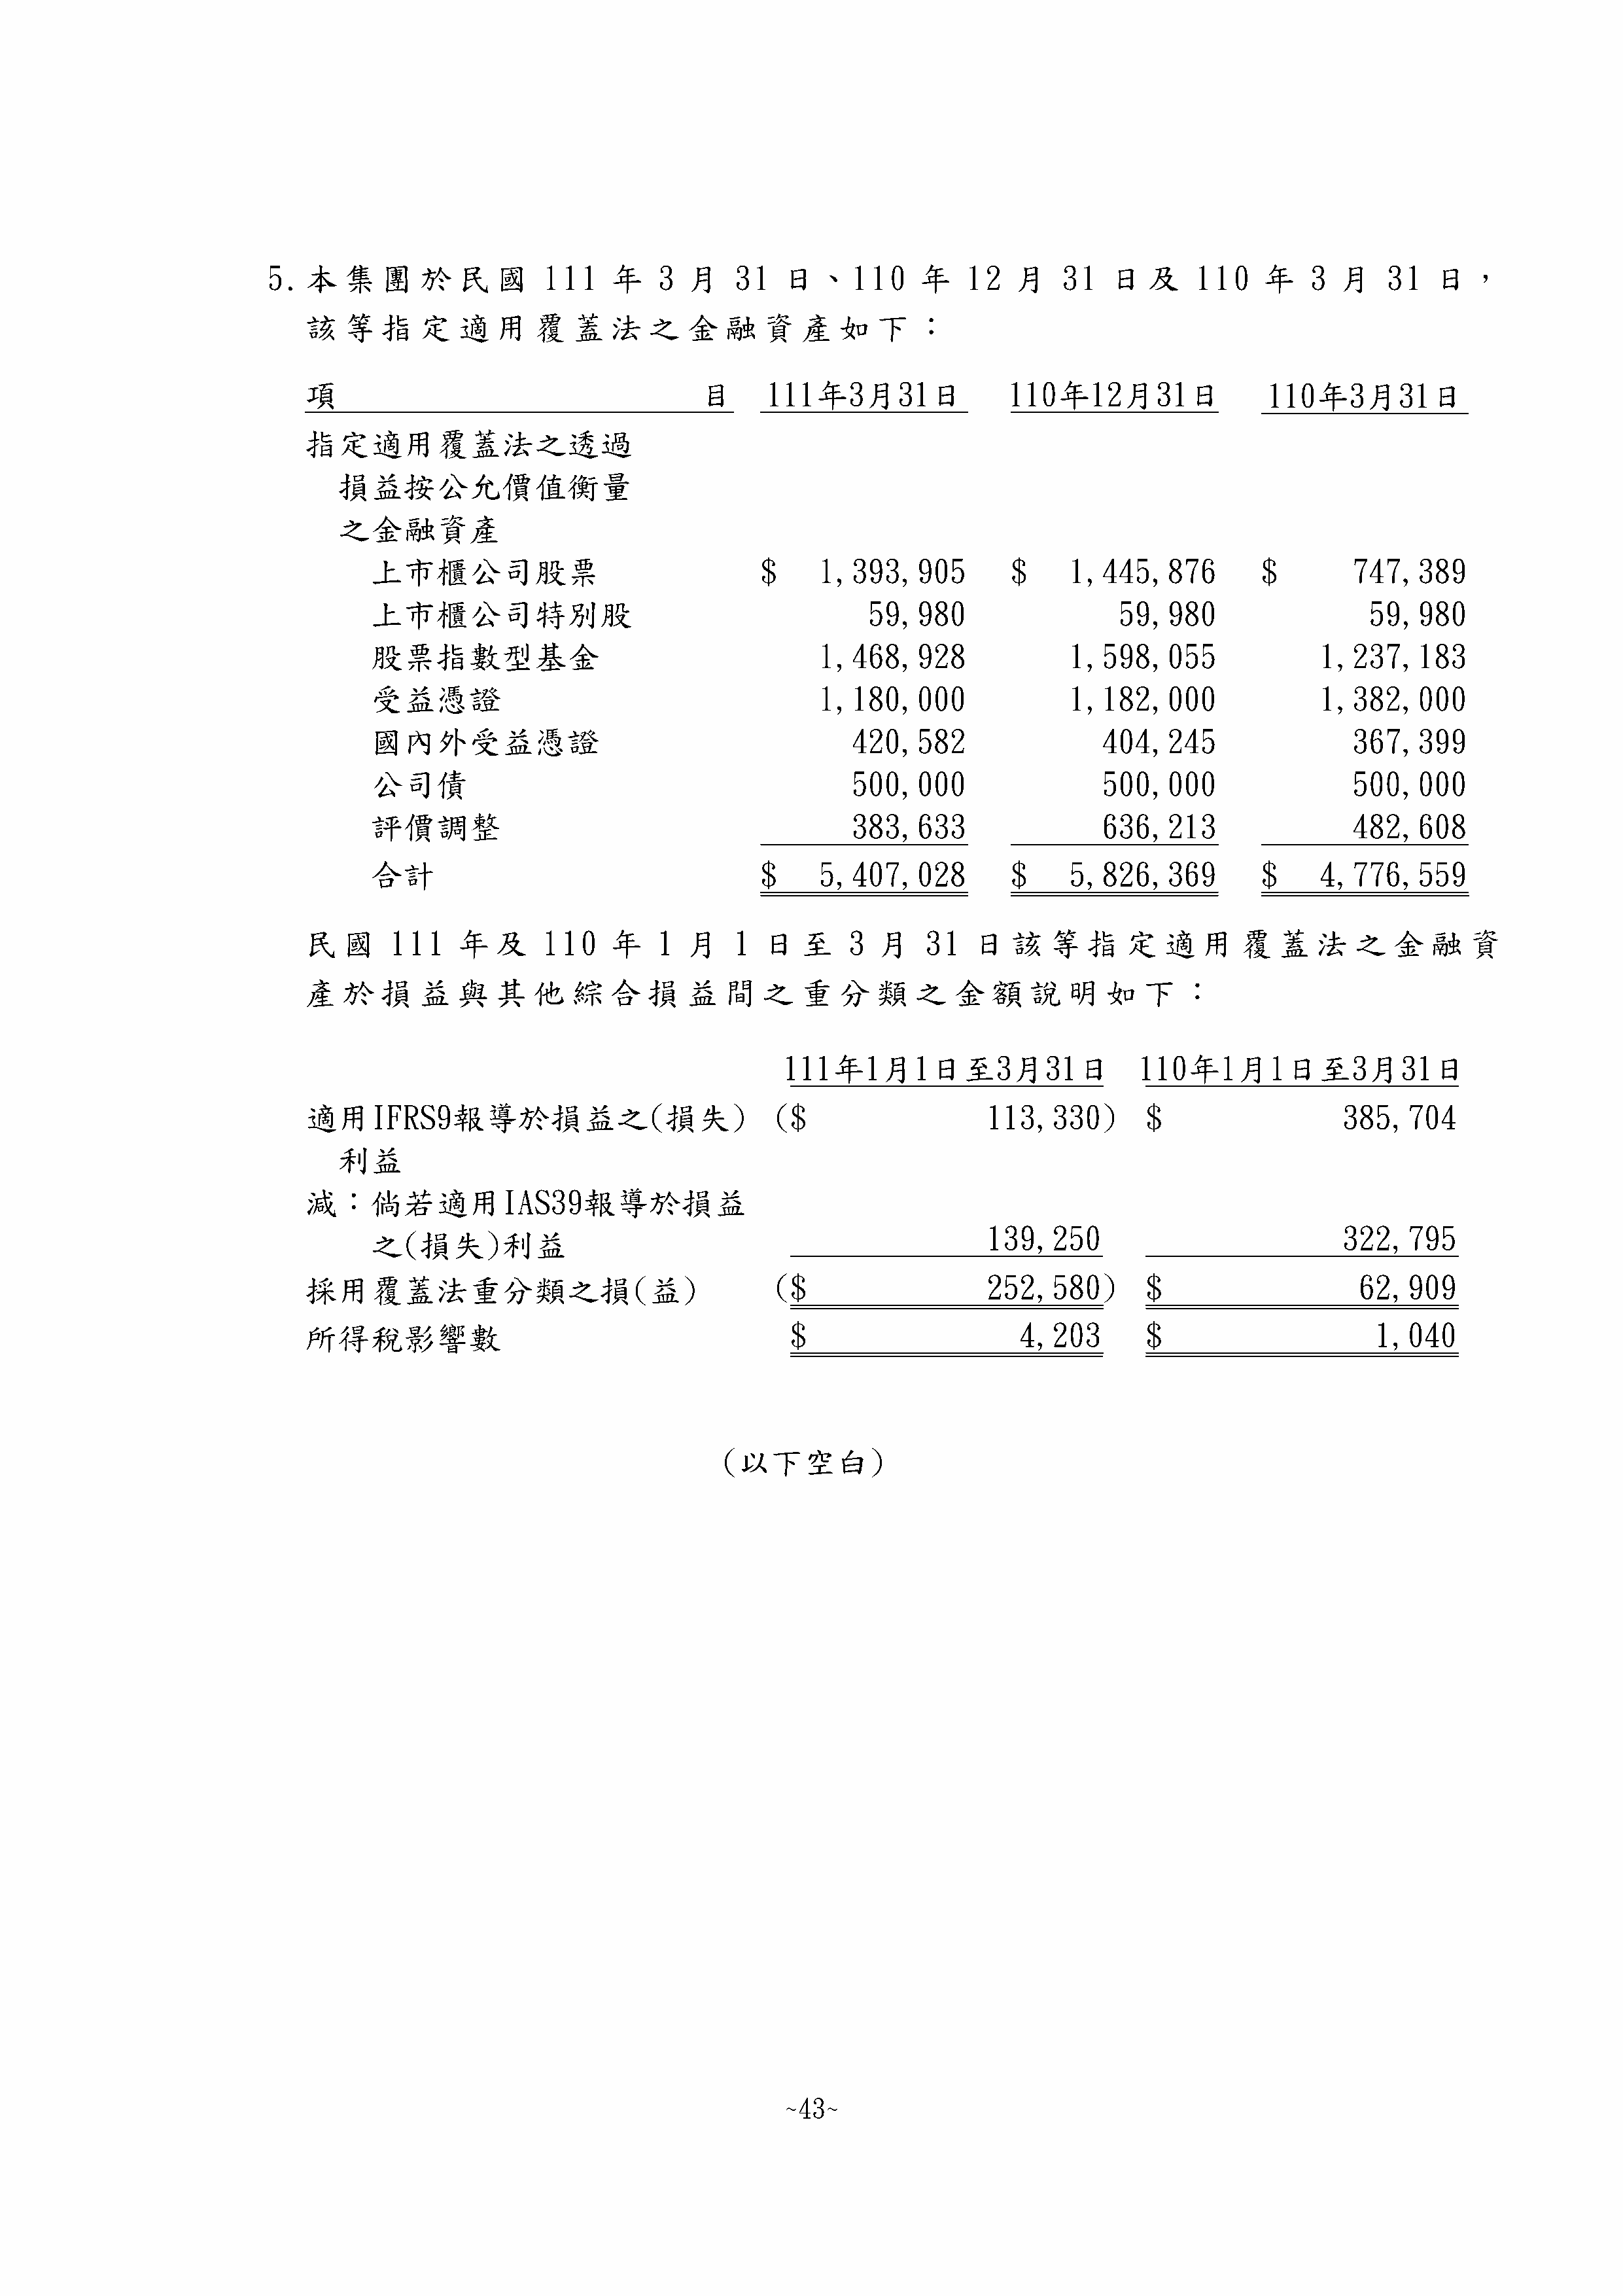 5.本集團於民國 111 年 3 月 31 日、110 年 12 月 31 日及 110 年 3 月 31 日，
該等指定適用覆蓋法之金融資產如下：
項 目 111年3月31日 110年12月31日 110年3月31日
指定適用覆蓋法之透過
損益按公允價值衡量
之金融資產
上市櫃公司股票 $ 1,393,905 $ 1,445,876 $ 747,389
上市櫃公司特別股 59,980 59,980 59,980
股票指數型基金 1,468,928 1,598,055 1,237,183
受益憑證 1,180,000 1,182,000 1,382,000
國內外受益憑證 420,582 404,245 367,399
公司債 500,000 500,000 500,000
評價調整 383,633 636,213 482,608
合計 $ 5,407,028 $ 5,826,369 $ 4,776,559
民國 111 年及 110 年 1 月 1 日至 3 月 31 日該等指定適用覆蓋法之金融資
產於損益與其他綜合損益間之重分類之金額說明如下：
111年1月1日至3月31日 110年1月1日至3月31日
適用IFRS9報導於損益之(損失) ($ 113,330) $ 385,704
利益
減：倘若適用IAS39報導於損益
之(損失)利益 139,250 322,795
採用覆蓋法重分類之損(益) ($ 252,580) $ 62,909
所得稅影響數 $ 4,203 $ 1,040
(以下空白)
~43~